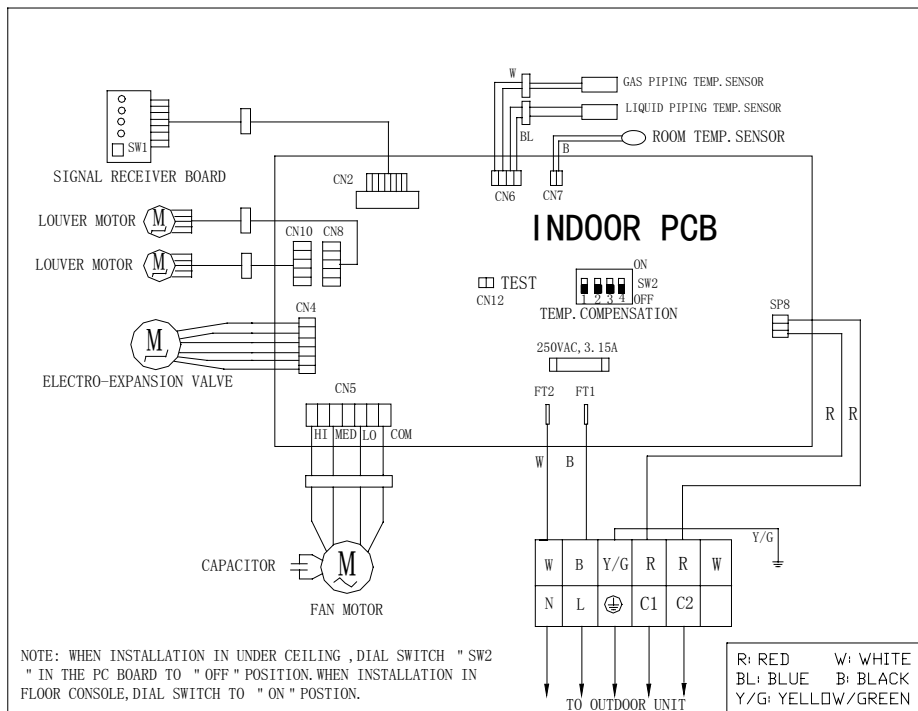 W
GAS PIPING TEMP.SENSOR
LIQUID PIPING TEMP.SENSOR
BL
ROOM TEMP.SENSOR
B
SW1
SIGNAL RECEIVER BOARD
CN2
CN6
CN7
LOUVER MOTOR
M
CN10
CN8
INDOOR PCB
LOUVER MOTOR
M
ON
TEST
SW2
CN12
1 2 3 4
OFF
CN4
TEMP.COMPENSATION
SP8
M
250VAC,3.15A
ELECTRO-EXPANSION VALVE
CN5
FT2
FT1
R
R
HI
MED
LO
COM
W
B
Y/G
CAPACITOR
M
FAN MOTOR
W
B
Y/G
R
R
W
N
L
C1
C2
NOTE: WHEN INSTALLATION IN UNDER CEILING ,DIAL SWITCH " SW2
" IN THE PC BOARD TO " OFF " POSITION.WHEN INSTALLATION IN
FLOOR CONSOLE,DIAL SWITCH TO " ON " POSTION.
TO OUTDOOR UNIT
R: RED W: WHITE
BL: BLUE B: BLACK
Y/G: YELLOW/GREEN